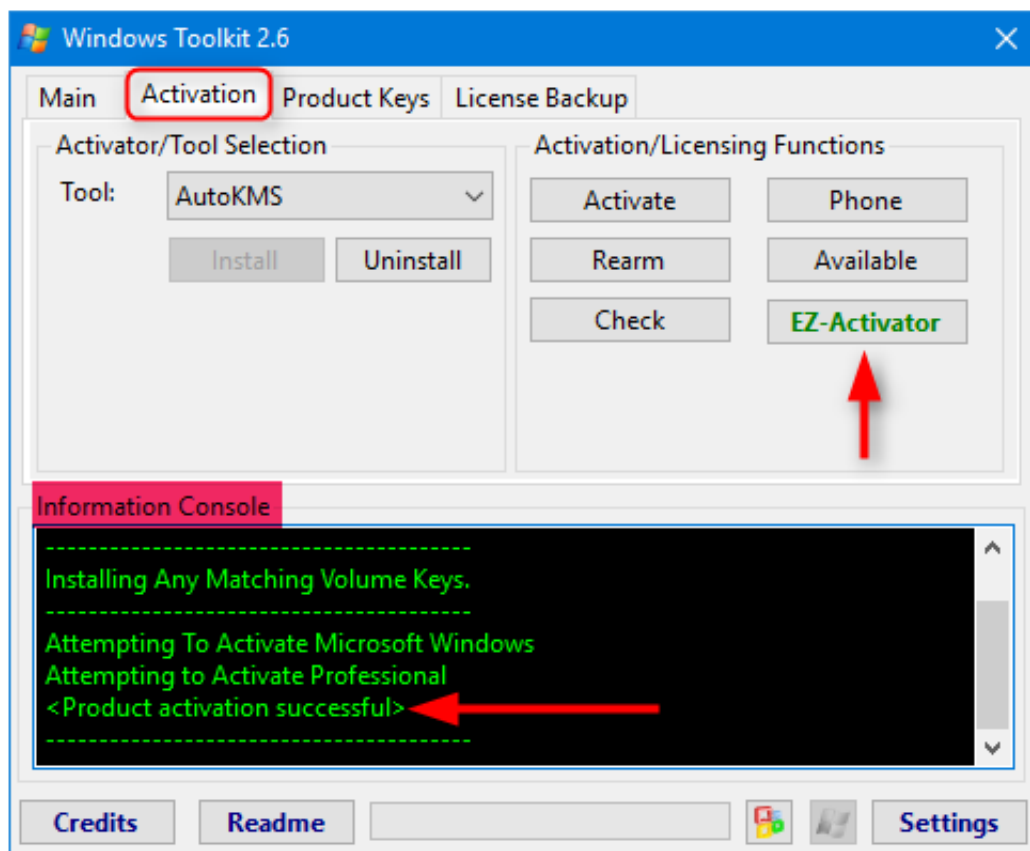 Windows Toolkit 2.6
Main Activation Product Keys License Backup
Activator/Tool Selection
Tool: AutoKMS
Install Uninstall
Activation/Licensing Functions
Activate Phone
Rearm Available
Check EZ-Activator
Information Console
----------------------------------------
Installing Any Matching Volume Keys.
----------------------------------------
Attempting To Activate Microsoft Windows
Attempting to Activate Professional
<Product activation successful>
----------------------------------------
Credits Readme Settings